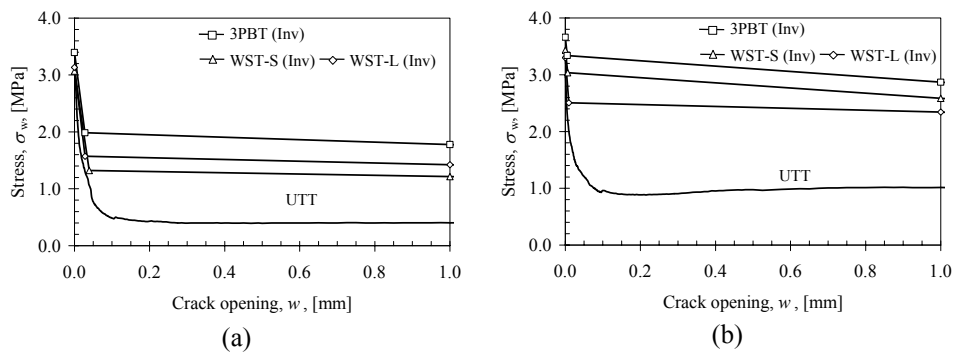 4.0
3.0
2.0
1.0
0.0
Stress, σw, [MPa]
3PBT (Inv)
WST-S (Inv) WST-L (Inv)
UTT
0.0 0.2 0.4 0.6 0.8 1.0
Crack opening, w , [mm]
(a)
4.0
3.0
2.0
1.0
0.0
Stress, σw, [MPa]
3PBT (Inv)
WST-S (Inv) WST-L (Inv)
UTT
0.0 0.2 0.4 0.6 0.8 1.0
Crack opening, w , [mm]
(b)